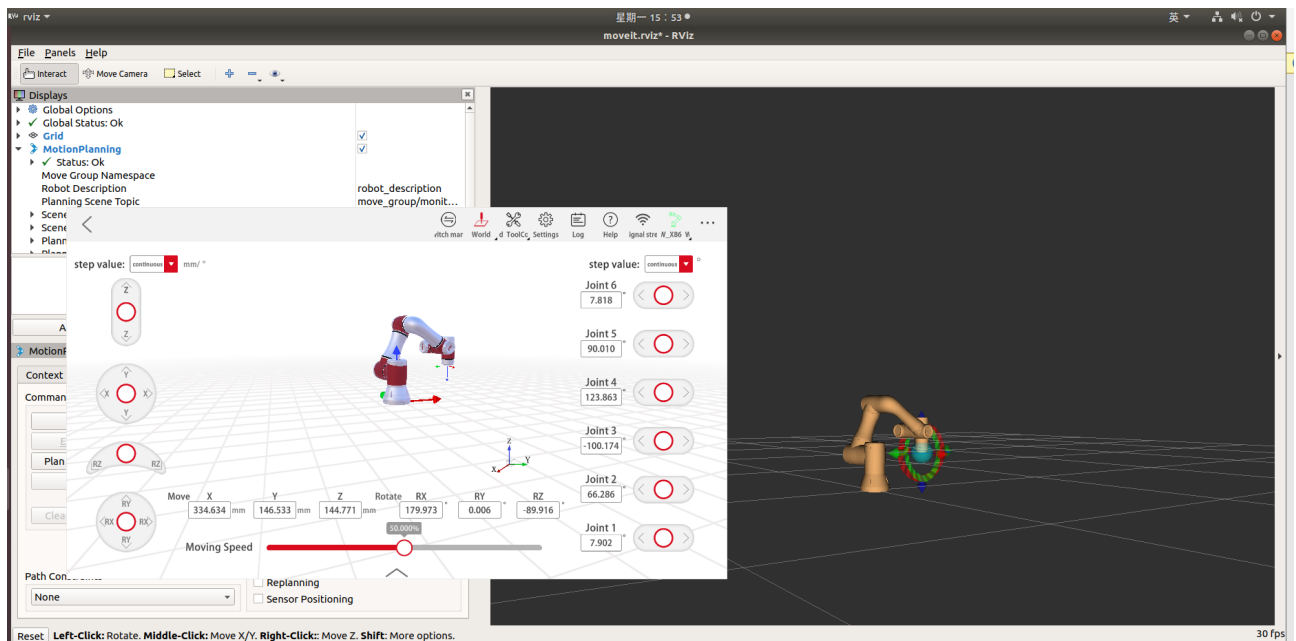 rviz
星期一 15：53
英
moveit.rviz* - RViz
File Panels Help
Interact Move Camera Select
Displays
Global Options
Global Status: Ok
Grid
MotionPlanning
Status: Ok
Move Group Namespace
Robot Description robot_description
Planning Scene Topic move_group/monit...
Scene
Scene
Plann
vitch mar World d ToolCc Settings Log Help ignal stre W_X86 W
step value: continuous mm/ °
step value: continuous °
Z
Z
Y
X X
Y
RZ RZ
RY
RX RX
RY
Joint 6
7.818 °
Joint 5
90.010 °
Joint 4
123.863 °
Joint 3
-100.174 °
Joint 2
66.286 °
Joint 1
7.902 °
Z
X Y
Move X Y Z Rotate RX RY RZ
334.634 mm 146.533 mm 144.771 mm 179.973 ° 0.006 ° -89.916 °
50.000%
Moving Speed
A
MotionP
Context
Comman
E
Plan
Clea
Path Con
None
Replanning
Sensor Positioning
Reset Left-Click: Rotate. Middle-Click: Move X/Y. Right-Click:: Move Z. Shift: More options.
30 fps